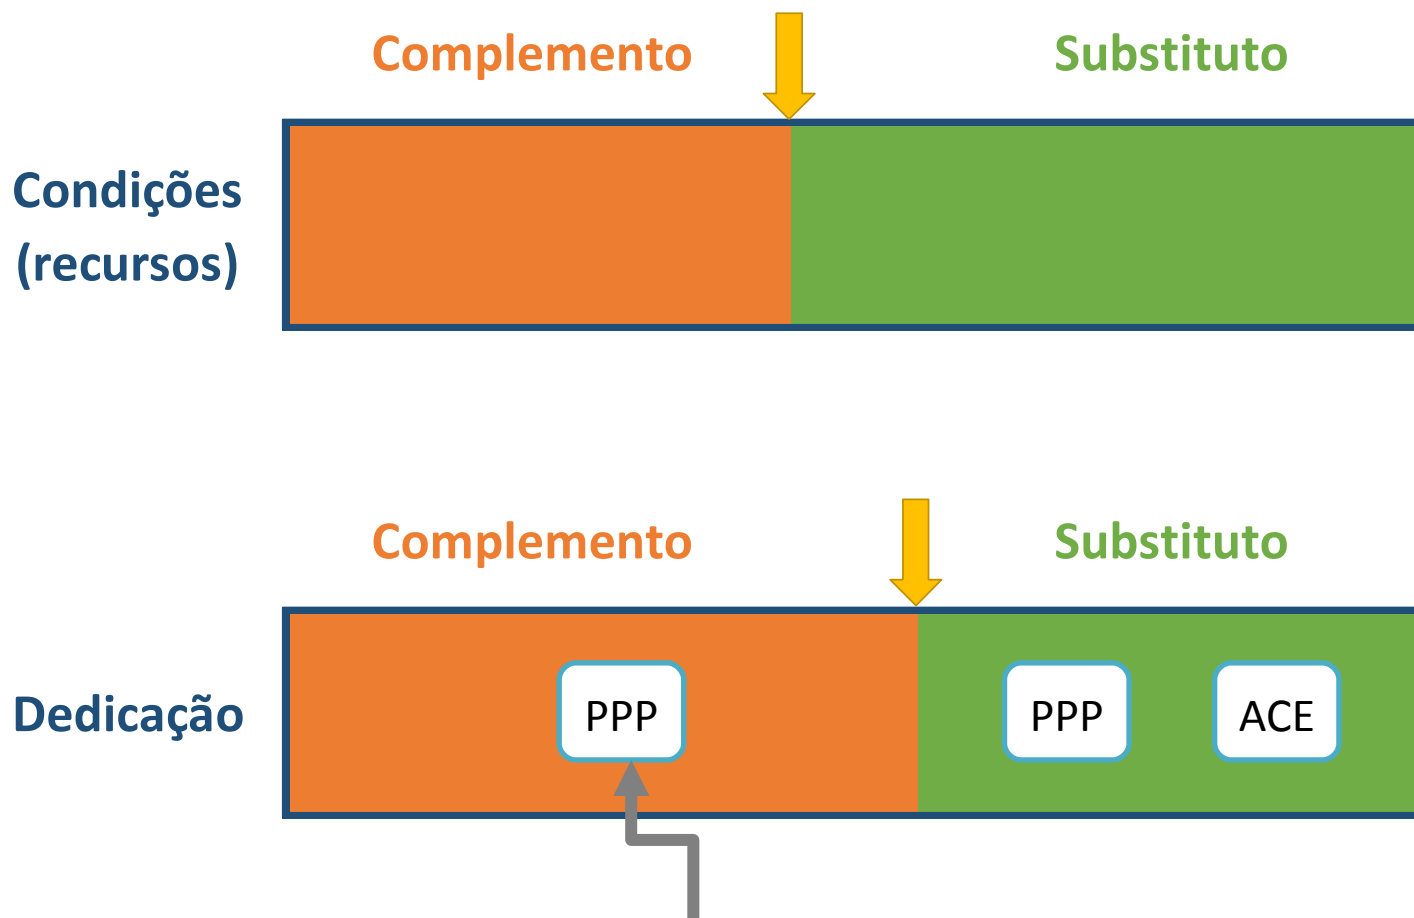 Complemento
Substituto
Condições
(recursos)
Complemento
Substituto
Dedicação
PPP
PPP
ACE